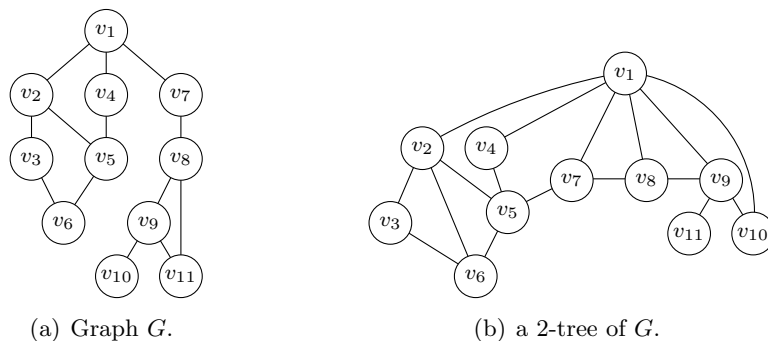 v₁
v₂ v₄ v₇
v₃ v₅ v₈
v₆ v₉
v₁₀ v₁₁
(a) Graph G.
v₁
v₂ v₄
v₇ v₈ v₉
v₃ v₅
v₁₁ v₁₀
v₆
(b) a 2-tree of G.